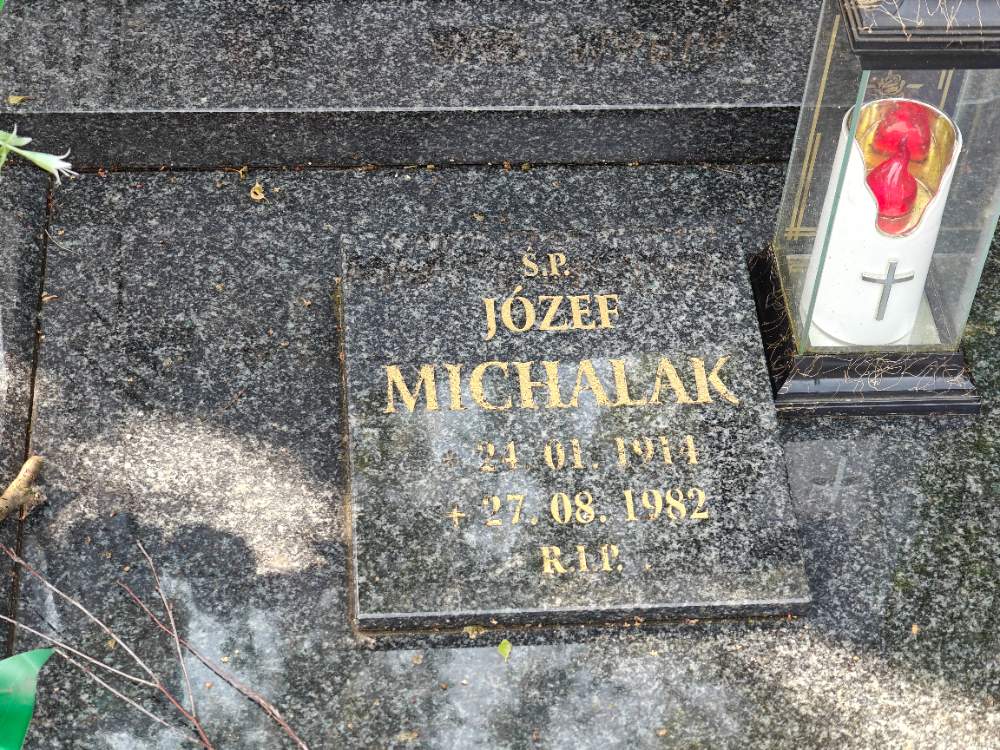 Ś.P.
JÓZEF
MICHALAK
* 24. 01. 1914
+ 27. 08. 1982
R.I.P.